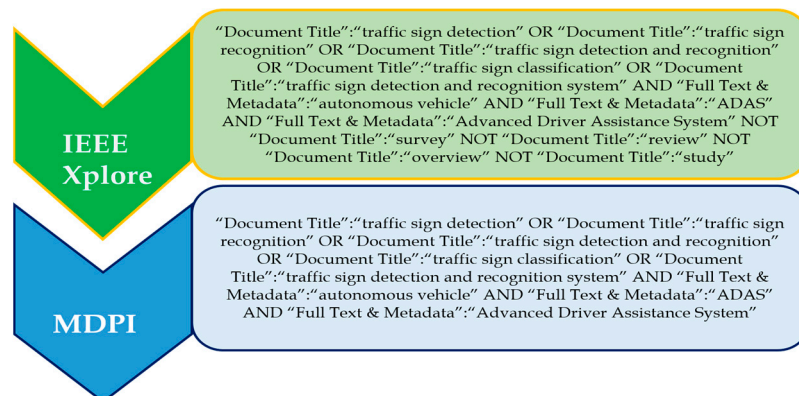 IEEE
Xplore
“Document Title”:“traffic sign detection” OR “Document Title”:“traffic sign
recognition” OR “Document Title”:“traffic sign detection and recognition”
OR “Document Title”:“traffic sign classification” OR “Document
Title”:“traffic sign detection and recognition system” AND “Full Text &
Metadata”:“autonomous vehicle” AND “Full Text & Metadata”:“ADAS”
AND “Full Text & Metadata”:“Advanced Driver Assistance System” NOT
“Document Title”:“survey” NOT “Document Title”:“review” NOT
“Document Title”:“overview” NOT “Document Title”:“study”
MDPI
“Document Title”:“traffic sign detection” OR “Document Title”:“traffic sign
recognition” OR “Document Title”:“traffic sign detection and recognition”
OR “Document Title”:“traffic sign classification” OR “Document
Title”:“traffic sign detection and recognition system” AND “Full Text &
Metadata”:“autonomous vehicle” AND “Full Text & Metadata”:“ADAS”
AND “Full Text & Metadata”:“Advanced Driver Assistance System”